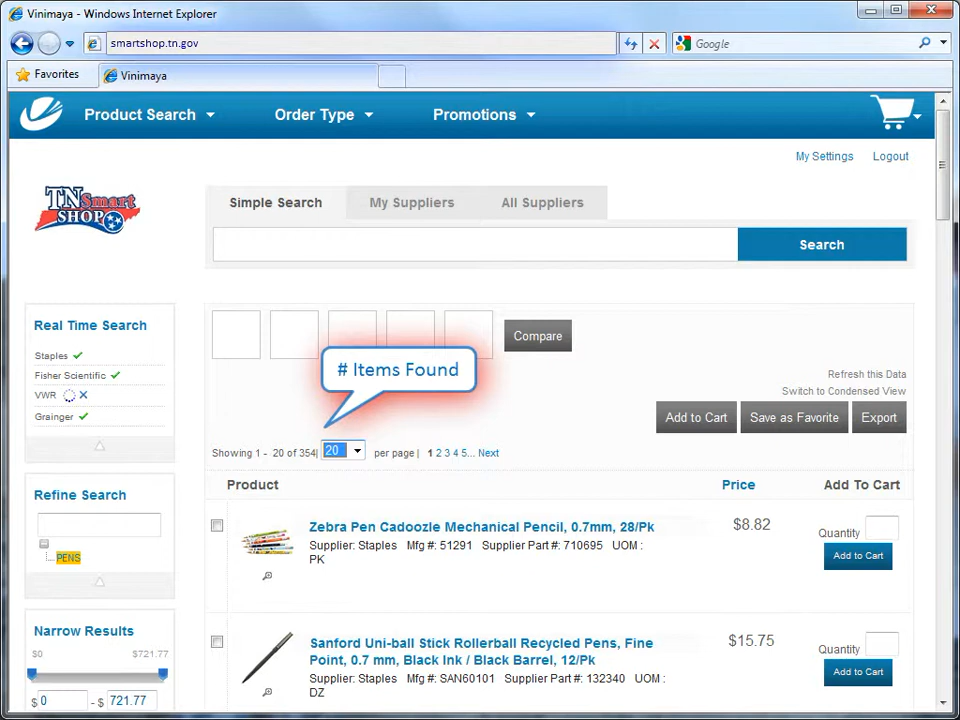 Vinimaya - Windows Internet Explorer
smartshop.tn.gov
Google
Favorites
Vinimaya
Product Search
Order Type
Promotions
My Settings
Logout
TN Smart
SHOP
Simple Search
My Suppliers
All Suppliers
Search
Real Time Search
Staples
Fisher Scientific
VWR
Grainger
Compare
# Items Found
Refresh this Data
Switch to Condensed View
Add to Cart
Save as Favorite
Export
Showing 1 - 20 of 354| 20 per page | 1 2 3 4 5... Next
Refine Search
PENS
Product
Price
Add To Cart
Zebra Pen Cadoozle Mechanical Pencil, 0.7mm, 28/Pk
Supplier: Staples Mfg #: 51291 Supplier Part #: 710695 UOM :
PK
$8.82
Quantity
Add to Cart
Narrow Results
$0
$721.77
$ 0 - $ 721.77
Sanford Uni-ball Stick Rollerball Recycled Pens, Fine
Point, 0.7 mm, Black Ink / Black Barrel, 12/Pk
Supplier: Staples Mfg #: SAN60101 Supplier Part #: 132340 UOM :
DZ
$15.75
Quantity
Add to Cart